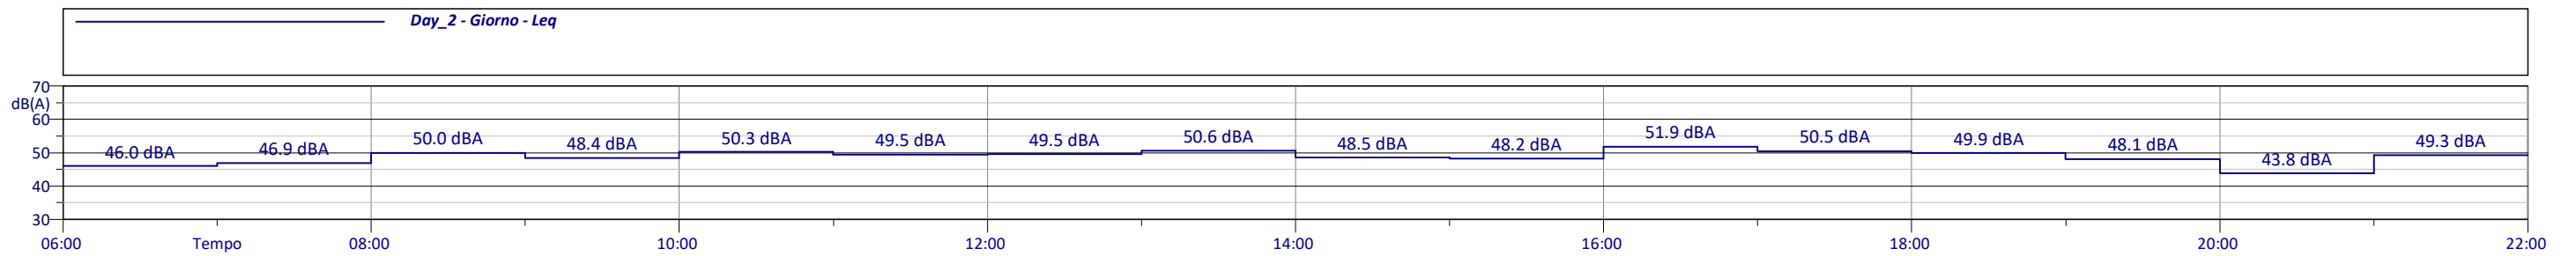 Day_2 - Giorno - Leq
70
dB(A)
60
50
40
30
46.0 dBA 46.9 dBA 50.0 dBA 48.4 dBA 50.3 dBA 49.5 dBA 49.5 dBA 50.6 dBA 48.5 dBA 48.2 dBA 51.9 dBA 50.5 dBA 49.9 dBA 48.1 dBA 43.8 dBA 49.3 dBA
06:00 Tempo 08:00 10:00 12:00 14:00 16:00 18:00 20:00 22:00